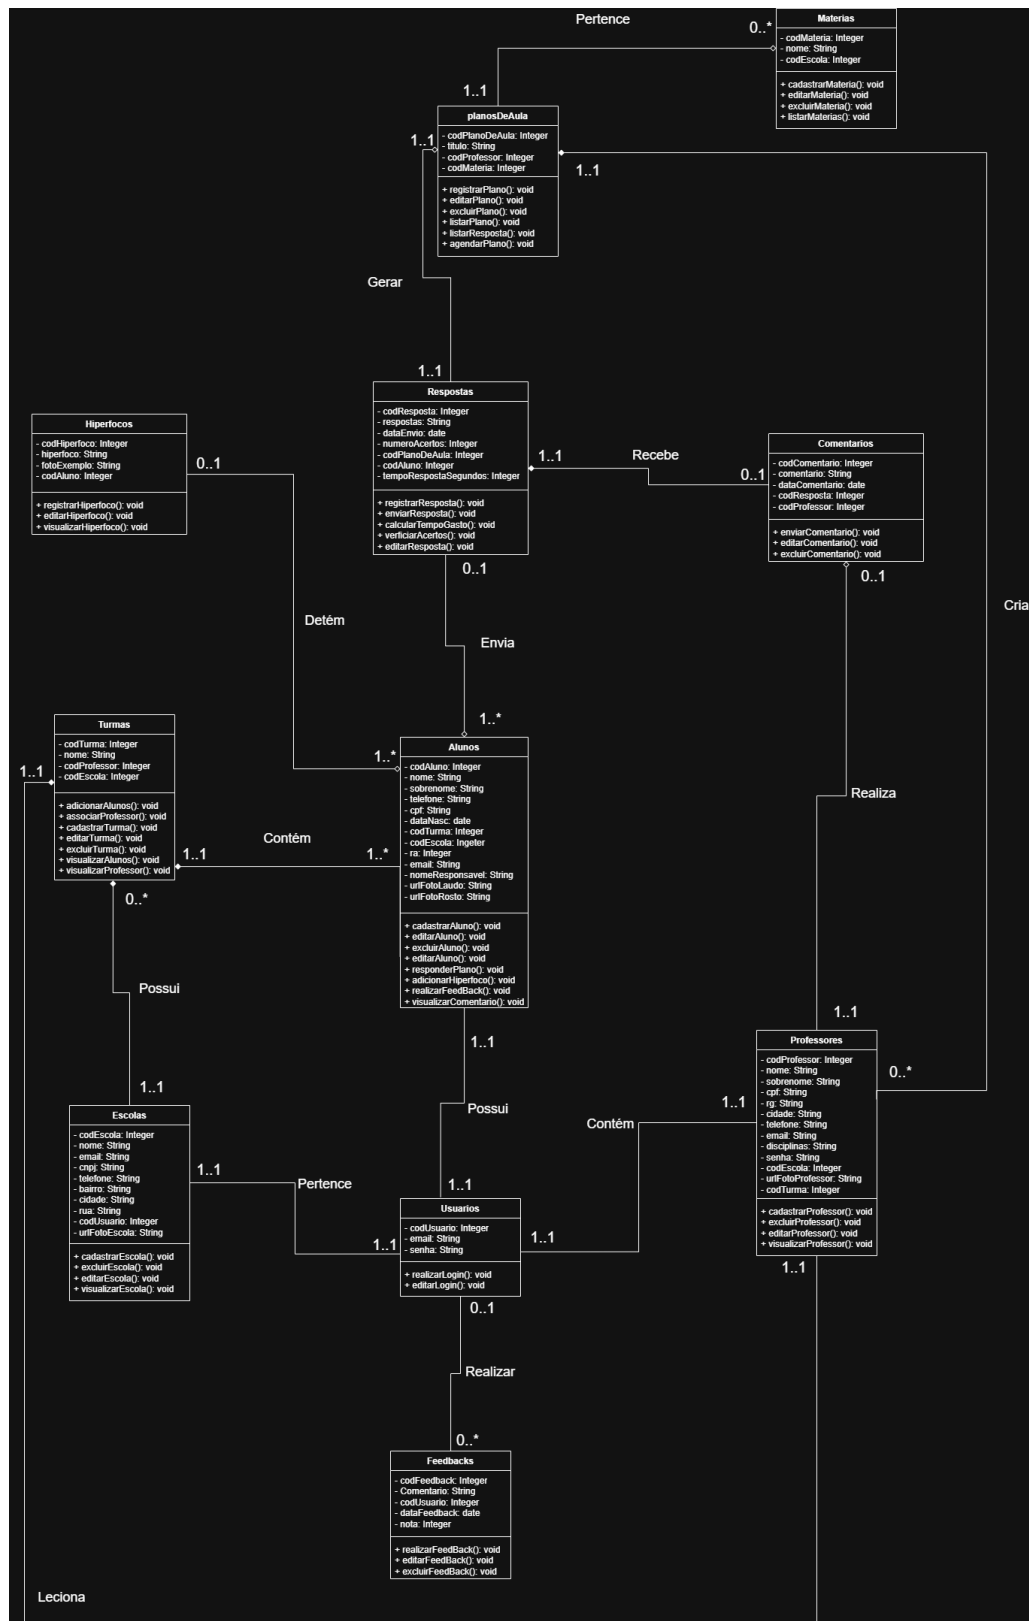 Pertence
0..*
Materias
- codMateria: Integer
- nome: String
- codEscola: Integer
+ cadastrarMateria(): void
+ editarMateria(): void
+ excluirMateria(): void
+ listarMaterias(): void
1..1
planosDeAula
- codPlanoDeAula: Integer
- titulo: String
- codProfessor: Integer
- codMateria: Integer
+ registrarPlano(): void
+ editarPlano(): void
+ excluirPlano(): void
+ listarPlano(): void
+ listarResposta(): void
+ agendarPlano(): void
1..1
1..1
Gerar
1..1
Respostas
- codResposta: Integer
- respostas: String
- dataEnvio: date
- numeroAcertos: Integer
- codPlanoDeAula: Integer
- codAluno: Integer
- tempoRespostaSegundos: Integer
+ registrarResposta(): void
+ enviarResposta(): void
+ calcularTempoGasto(): void
+ verficiarAcertos(): void
+ editarResposta(): void
0..1
Hiperfocos
- codHiperfoco: Integer
- hiperfoco: String
- fotoExemplo: String
- codAluno: Integer
+ registrarHiperfoco(): void
+ editarHiperfoco(): void
+ visualizarHiperfoco(): void
0..1
1..1
Recebe
0..1
Comentarios
- codComentario: Integer
- comentario: String
- dataComentario: date
- codResposta: Integer
- codProfessor: Integer
+ enviarComentario(): void
+ editarComentario(): void
+ excluirComentario(): void
0..1
Cria
Detém
Envia
1..*
Turmas
- codTurma: Integer
- nome: String
- codProfessor: Integer
- codEscola: Integer
+ adicionarAlunos(): void
+ associarProfessor(): void
+ cadastrarTurma(): void
+ editarTurma(): void
+ excluirTurma(): void
+ visualizarAlunos(): void
+ visualizarProfessor(): void
1..1
1..*
Alunos
- codAluno: Integer
- nome: String
- sobrenome: String
- telefone: String
- cpf: String
- dataNasc: date
- codTurma: Integer
- codEscola: Ingeter
- ra: Integer
- email: String
- nomeResponsavel: String
- urlFotoLaudo: String
- urlFotoRosto: String
+ cadastrarAluno(): void
+ editarAluno(): void
+ excluirAluno(): void
+ editarAluno(): void
+ responderPlano(): void
+ adicionarHiperfoco(): void
+ realizarFeedBack(): void
+ visualizarComentario(): void
Realiza
Contém
1..1
1..*
0..*
Possui
1..1
1..1
1..1
Escolas
- codEscola: Integer
- nome: String
- email: String
- cnpj: String
- telefone: String
- bairro: String
- cidade: String
- rua: String
- codUsuario: Integer
- urlFotoEscola: String
+ cadastrarEscola(): void
+ excluirEscola(): void
+ editarEscola(): void
+ visualizarEscola(): void
1..1
Pertence
1..1
Possui
1..1
Usuarios
- codUsuario: Integer
- email: String
- senha: String
+ realizarLogin(): void
+ editarLogin(): void
1..1
Contém
1..1
Professores
- codProfessor: Integer
- nome: String
- sobrenome: String
- cpf: String
- rg: String
- cidade: String
- telefone: String
- email: String
- disciplinas: String
- senha: String
- codEscola: Integer
- urlFotoProfessor: String
- codTurma: Integer
+ cadastrarProfessor(): void
+ excluirProfessor(): void
+ editarProfessor(): void
+ visualizarProfessor(): void
0..*
1..1
0..1
Realizar
0..*
Feedbacks
- codFeedback: Integer
- Comentario: String
- codUsuario: Integer
- dataFeedback: date
- nota: Integer
+ realizarFeedBack(): void
+ editarFeedBack(): void
+ excluirFeedBack(): void
Leciona